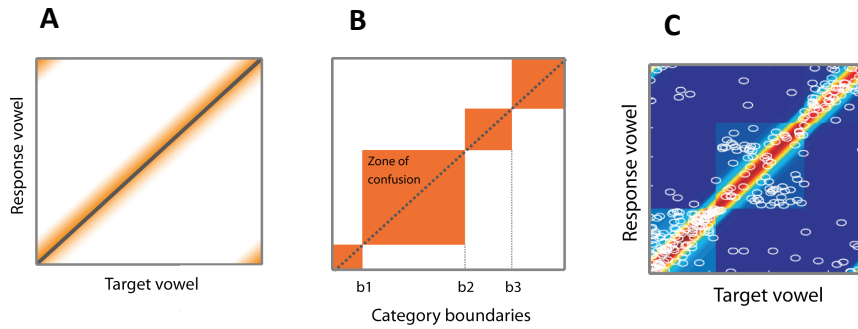 A
B
C
Response vowel
Target vowel
Zone of
confusion
b1
b2
b3
Category boundaries
Response vowel
Target vowel